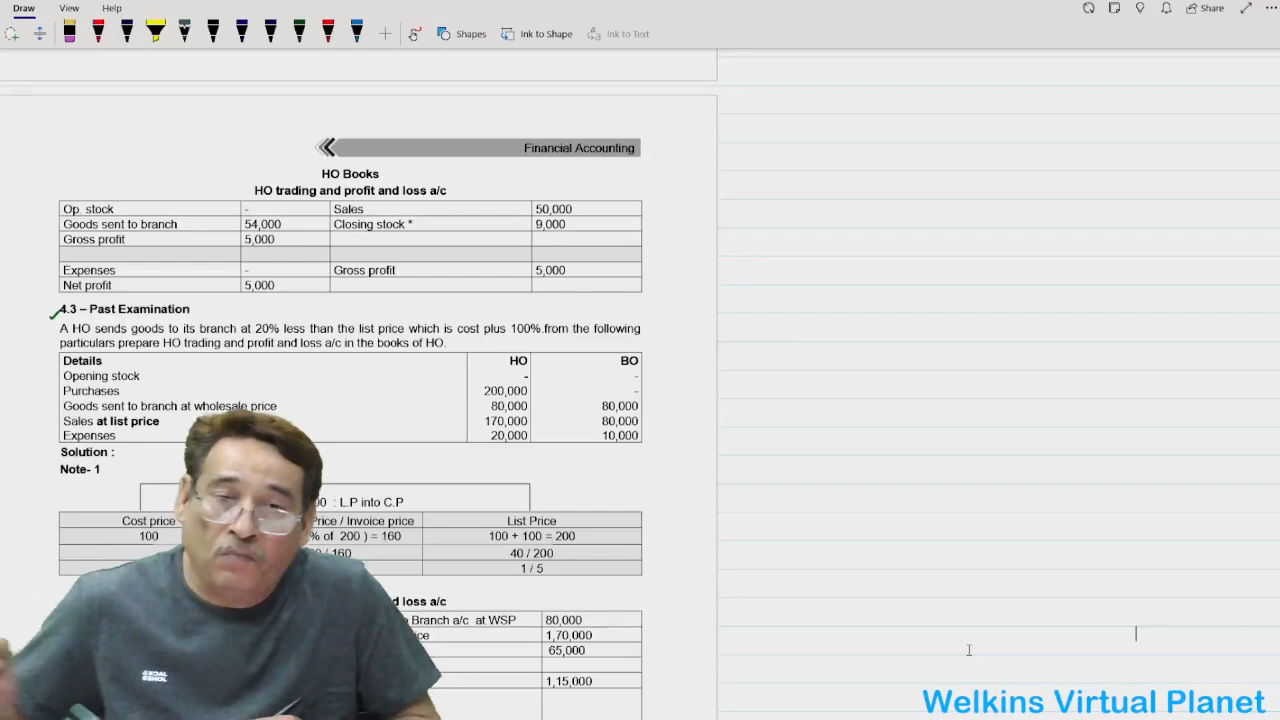 Draw View Help
Shapes Ink to Shape Ink to Text Share
Financial Accounting
HO Books
HO trading and profit and loss a/c
Op. stock - Sales 50,000
Goods sent to branch 54,000 Closing stock * 9,000
Gross profit 5,000
Expenses - Gross profit 5,000
Net profit 5,000
4.3 – Past Examination
A HO sends goods to its branch at 20% less than the list price which is cost plus 100%.from the following
particulars prepare HO trading and profit and loss a/c in the books of HO.
Details HO BO
Opening stock - -
Purchases 200,000 -
Goods sent to branch at wholesale price 80,000 80,000
Sales at list price 170,000 80,000
Expenses 20,000 10,000
Solution :
Note- 1
: L.P into C.P
Cost price Price / Invoice price List Price
100 of 200 ) = 160 100 + 100 = 200
/ 160 40 / 200
1 / 5
loss a/c
Branch a/c at WSP 80,000
1,70,000
65,000
1,15,000
Welkins Virtual Planet